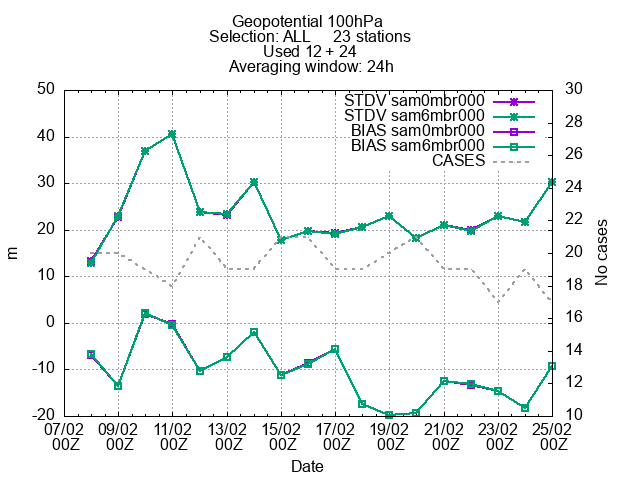 Geopotential 100hPa
Selection: ALL 23 stations
Used 12 + 24
Averaging window: 24h
STDV sam0mbr000
STDV sam6mbr000
BIAS sam0mbr000
BIAS sam6mbr000
CASES
50
40
30
20
10
0
-10
-20
m
30
28
26
24
22
20
18
16
14
12
10
No cases
07/02 09/02 11/02 13/02 15/02 17/02 19/02 21/02 23/02 25/02
00Z 00Z 00Z 00Z 00Z 00Z 00Z 00Z 00Z 00Z
Date